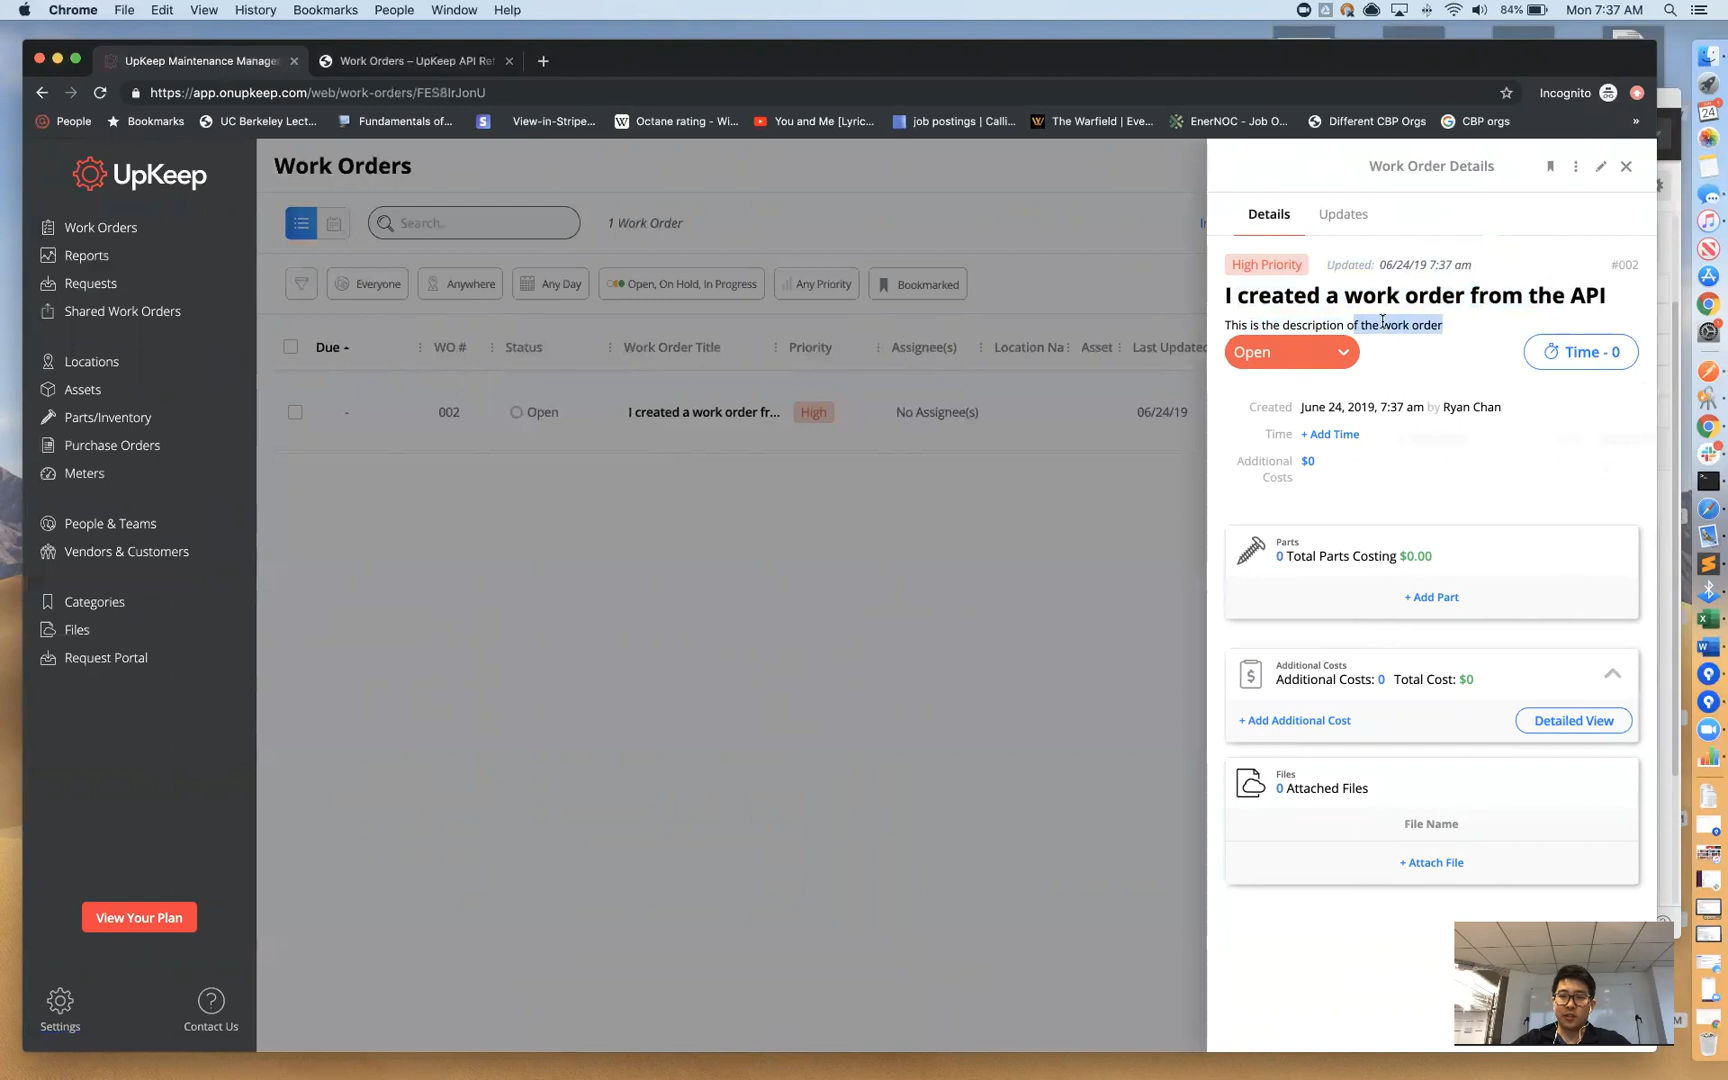 Chrome File Edit View History Bookmarks People Window Help
84% Mon 7:37 AM
UpKeep Maintenance Manage
Work Orders – UpKeep API Ref
https://app.onupkeep.com/web/work-orders/FES8IrJonU
Incognito
People Bookmarks UC Berkeley Lect... Fundamentals of... View-in-Stripe... Octane rating - Wi... You and Me [Lyric... job postings | Calli... The Warfield | Eve... EnerNOC - Job O... Different CBP Orgs CBP orgs »
UpKeep
Work Orders
Reports
Requests
Shared Work Orders
Locations
Assets
Parts/Inventory
Purchase Orders
Meters
People & Teams
Vendors & Customers
Categories
Files
Request Portal
View Your Plan
Settings
Contact Us
Work Orders
Search...
1 Work Order
Everyone Anywhere Any Day Open, On Hold, In Progress Any Priority Bookmarked
Due WO # Status Work Order Title Priority Assignee(s) Location Na Asset Last Updated
- 002 Open I created a work order fr... High No Assignee(s) 06/24/19
Work Order Details
Details Updates
High Priority Updated: 06/24/19 7:37 am #002
I created a work order from the API
This is the description of the work order
Open
Time - 0
Created June 24, 2019, 7:37 am by Ryan Chan
Time + Add Time
Additional Costs $0
Parts
0 Total Parts Costing $0.00
+ Add Part
Additional Costs
Additional Costs: 0 Total Cost: $0
+ Add Additional Cost
Detailed View
Files
0 Attached Files
File Name
+ Attach File